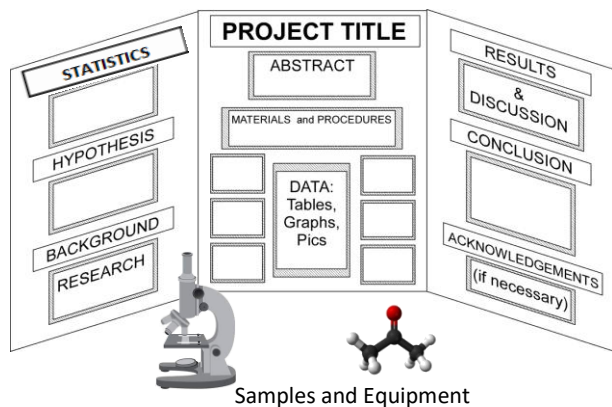 STATISTICS
HYPOTHESIS
BACKGROUND
RESEARCH
PROJECT TITLE
ABSTRACT
MATERIALS and PROCEDURES
DATA:
Tables,
Graphs,
Pics
RESULTS
&
DISCUSSION
CONCLUSION
ACKNOWLEDGEMENTS
(if necessary)
Samples and Equipment